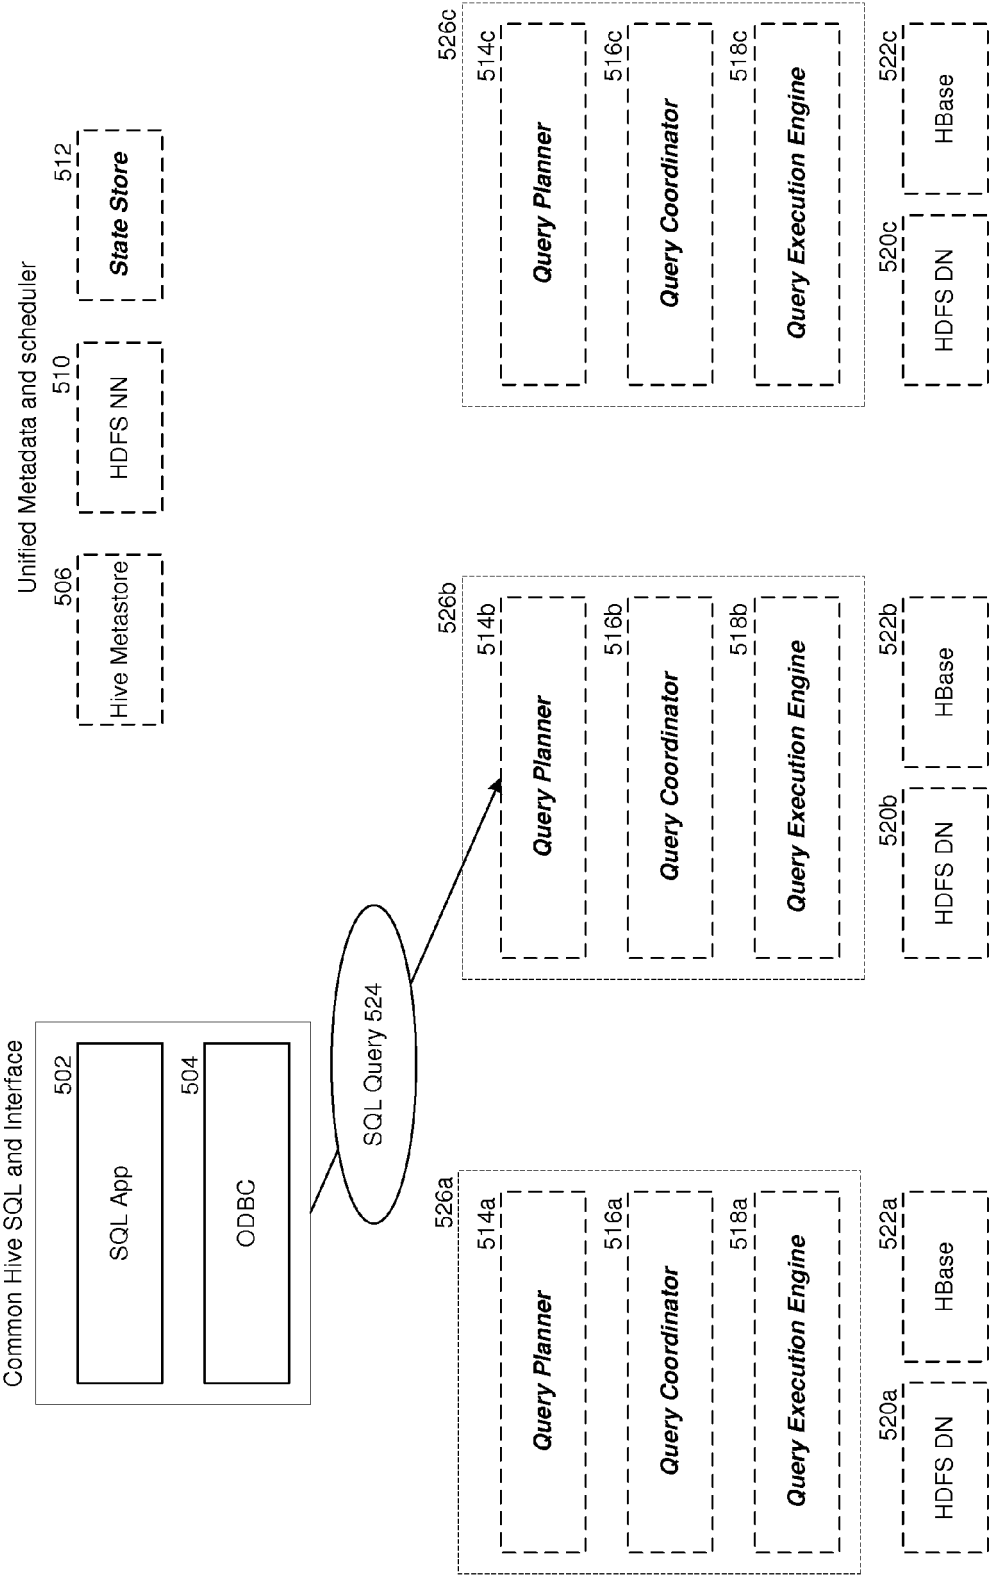 Common Hive SQL and Interface
502
SQL App
504
ODBC
Unified Metadata and scheduler
506
Hive Metastore
510
HDFS NN
512
State Store
SQL Query 524
526a
514a
Query Planner
516a
Query Coordinator
518a
Query Execution Engine
520a
HDFS DN
522a
HBase
526b
514b
Query Planner
516b
Query Coordinator
518b
Query Execution Engine
520b
HDFS DN
522b
HBase
526c
514c
Query Planner
516c
Query Coordinator
518c
Query Execution Engine
520c
HDFS DN
522c
HBase